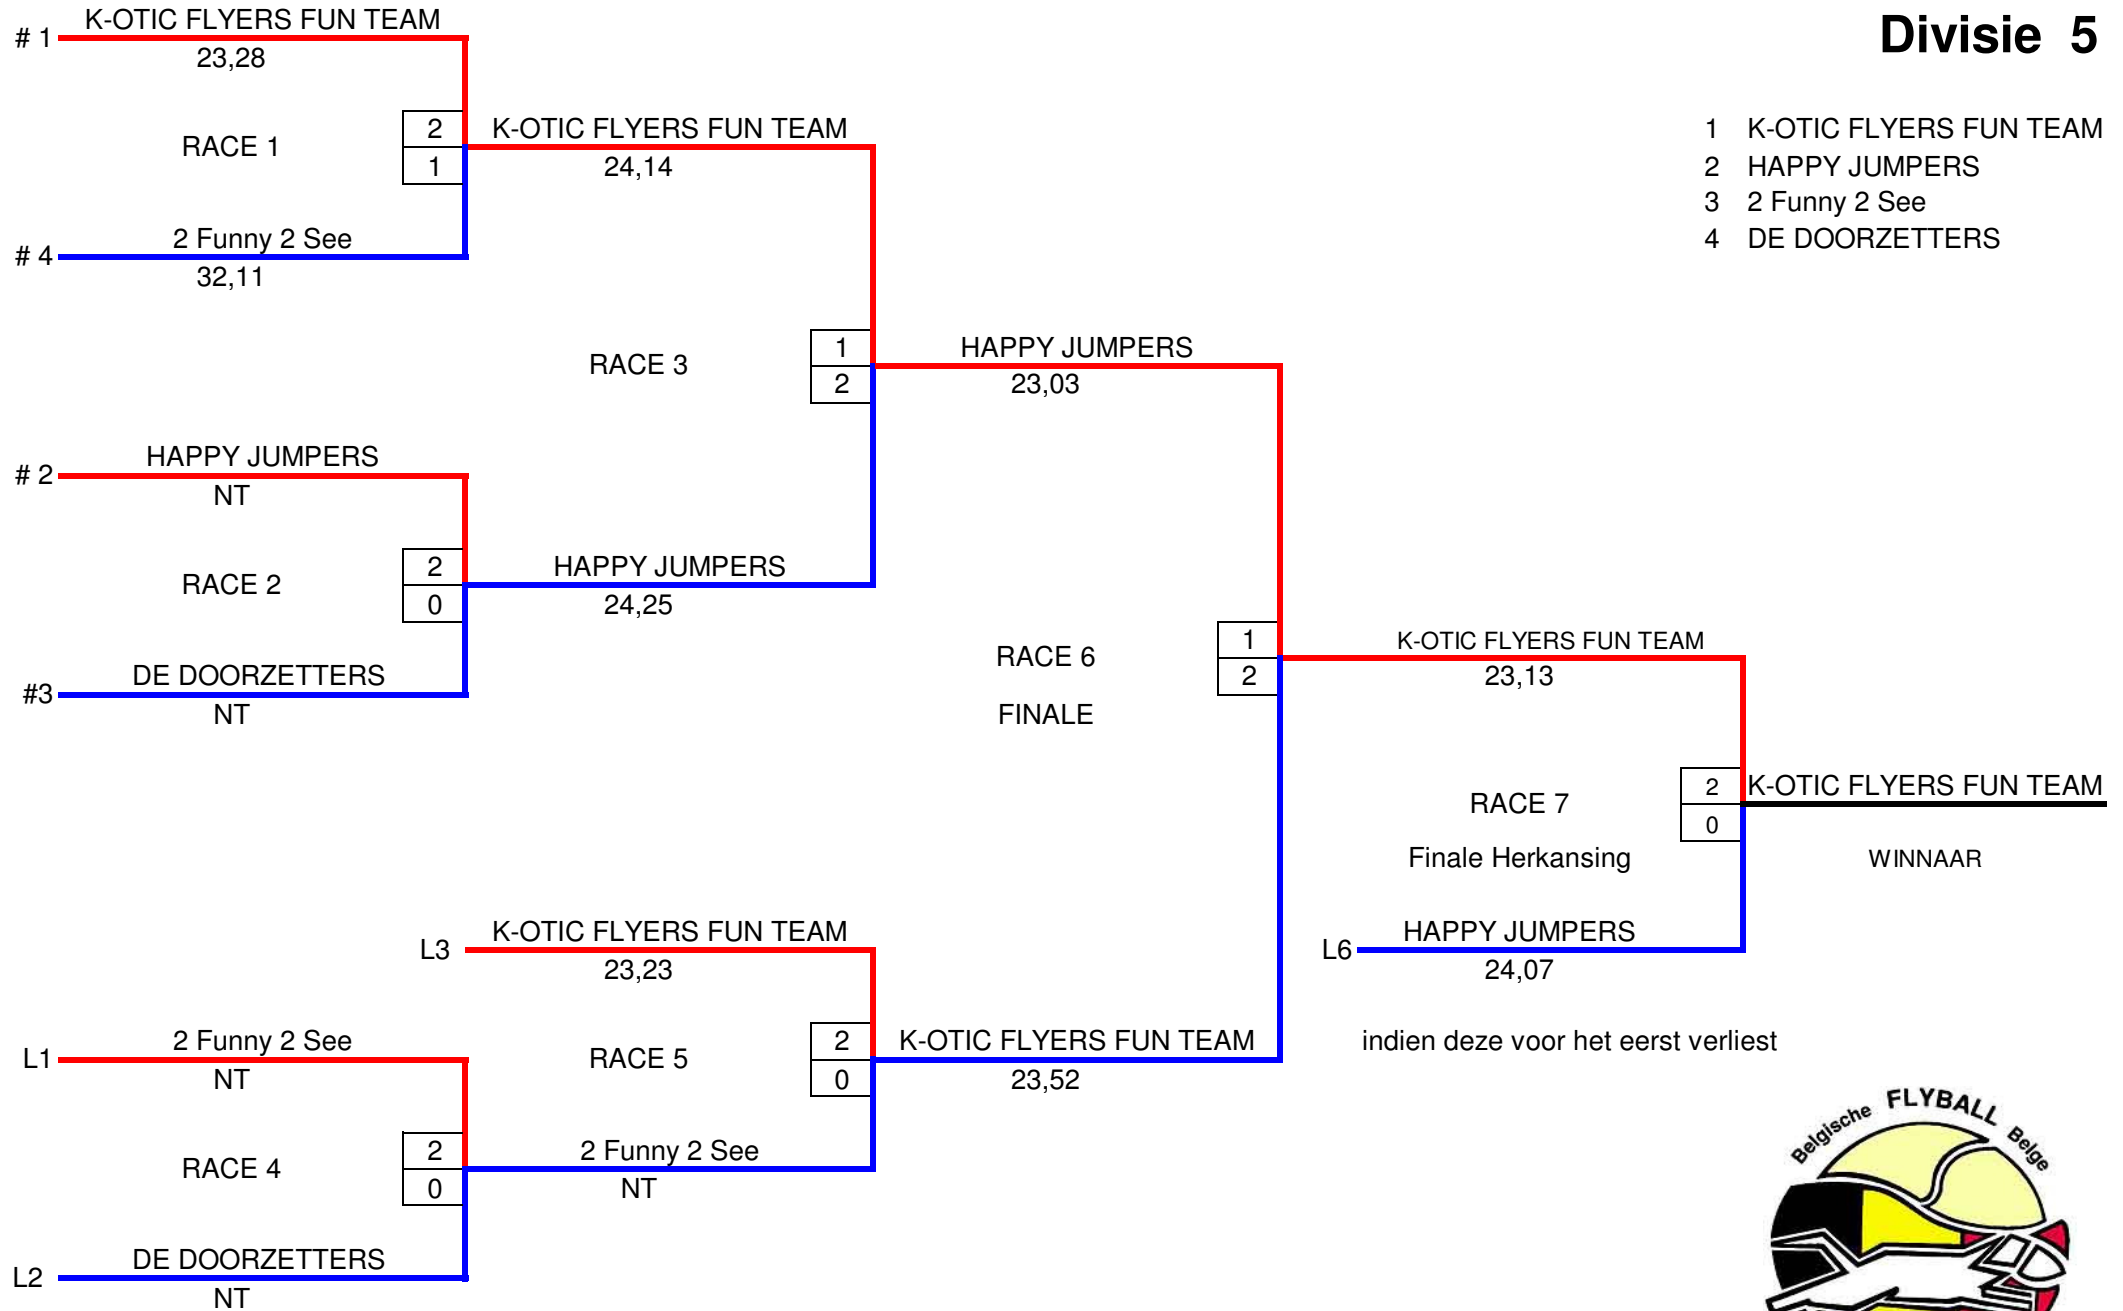 Divisie 5
1 K-OTIC FLYERS FUN TEAM
2 HAPPY JUMPERS
3 2 Funny 2 See
4 DE DOORZETTERS
# 1
K-OTIC FLYERS FUN TEAM
23,28
RACE 1
2
1
# 4
2 Funny 2 See
32,11
K-OTIC FLYERS FUN TEAM
24,14
RACE 3
1
2
# 2
HAPPY JUMPERS
NT
RACE 2
2
0
#3
DE DOORZETTERS
NT
HAPPY JUMPERS
24,25
HAPPY JUMPERS
23,03
RACE 6
FINALE
1
2
K-OTIC FLYERS FUN TEAM
23,13
RACE 7
Finale Herkansing
2
0
K-OTIC FLYERS FUN TEAM
WINNAAR
L6
HAPPY JUMPERS
24,07
indien deze voor het eerst verliest
L3
K-OTIC FLYERS FUN TEAM
23,23
RACE 5
2
0
K-OTIC FLYERS FUN TEAM
23,52
L1
2 Funny 2 See
NT
RACE 4
2
0
2 Funny 2 See
NT
L2
DE DOORZETTERS
NT
Belgische FLYBALL Belge